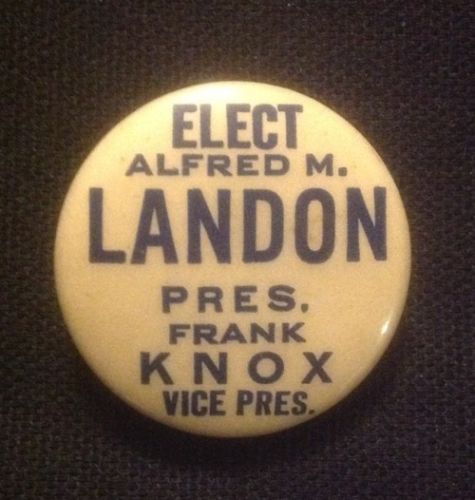 ELECT
ALFRED M.
LANDON
PRES.
FRANK
KNOX
VICE PRES.